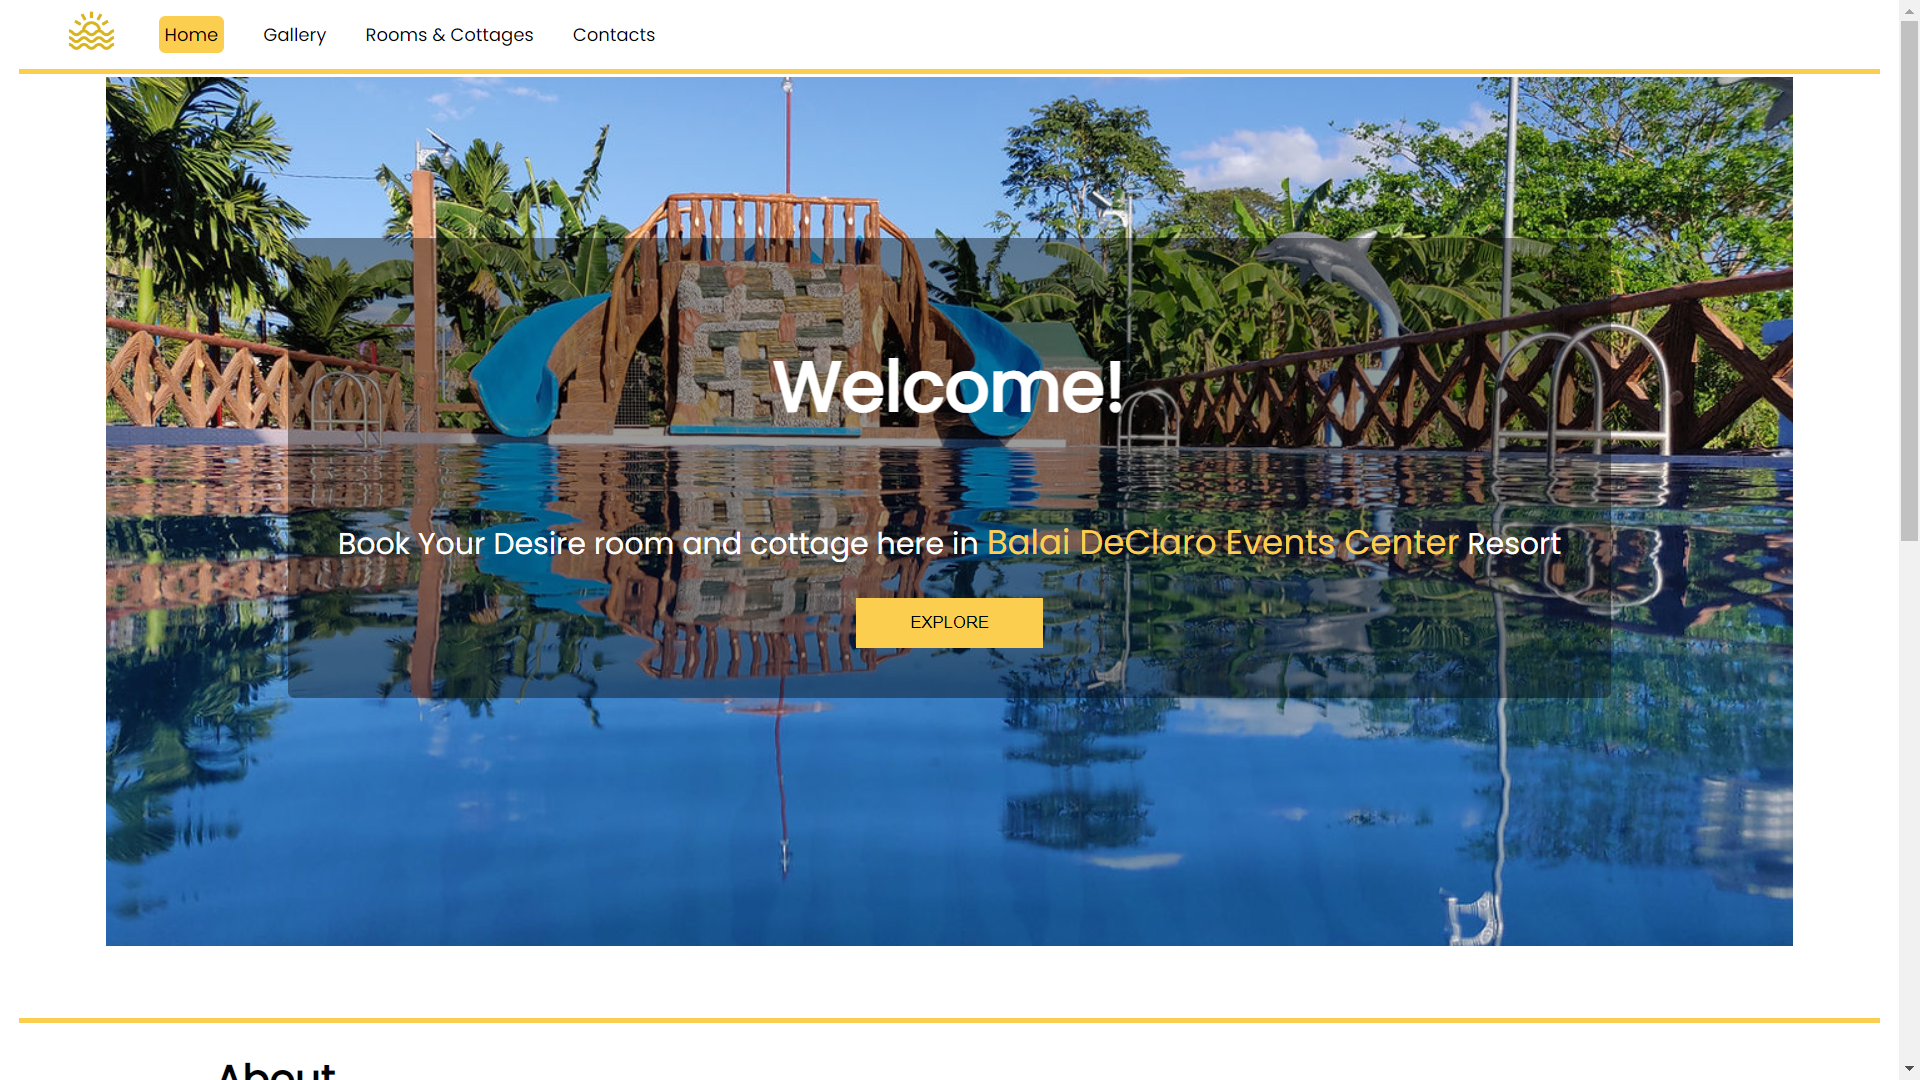 Home Gallery Rooms & Cottages Contacts
Welcome!
Book Your Desire room and cottage here in Balai DeClaro Events Center Resort
EXPLORE
About